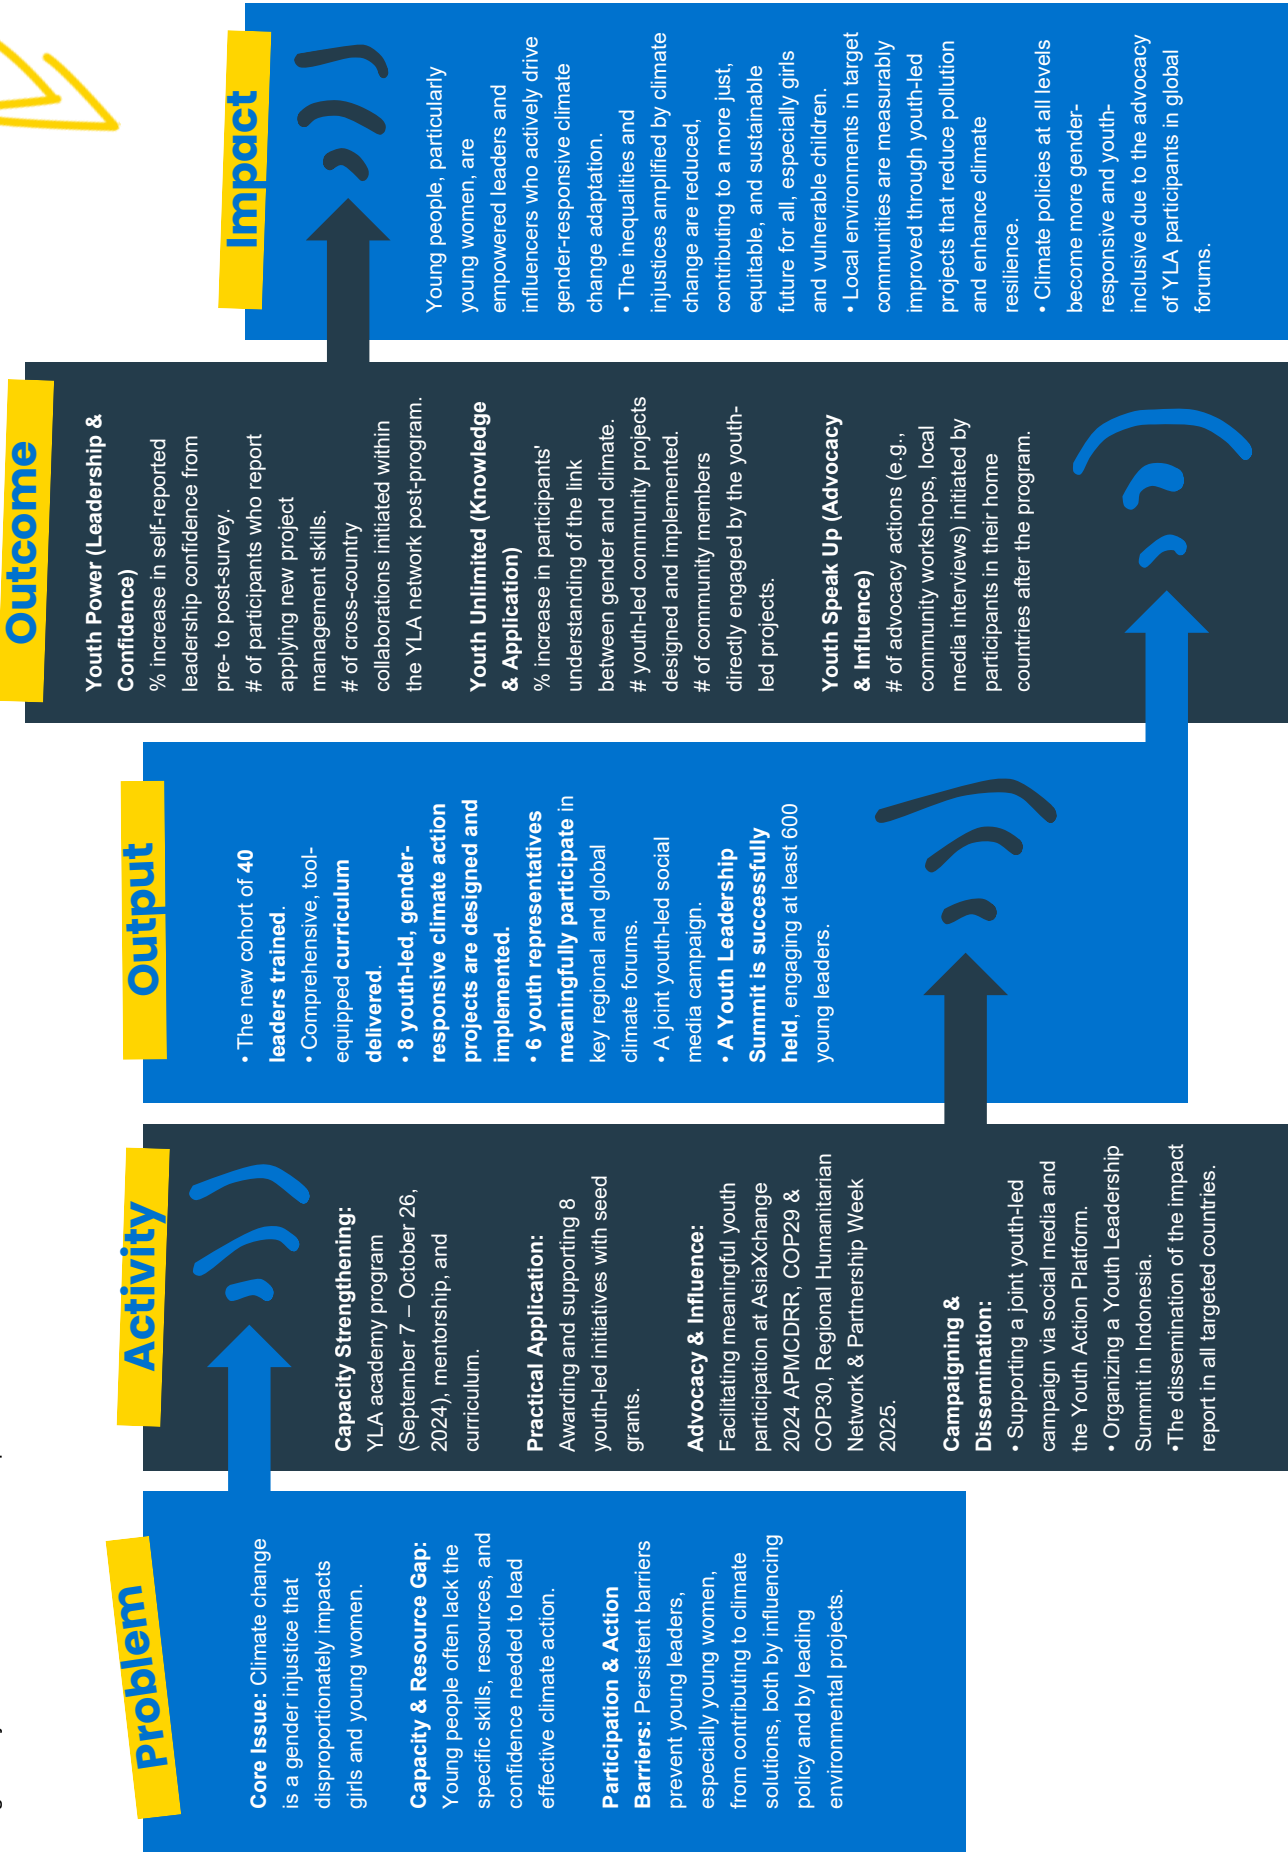 Problem
Core Issue: Climate change
is a gender injustice that
disproportionately impacts
girls and young women.
Capacity & Resource Gap:
Young people often lack the
specific skills, resources, and
confidence needed to lead
effective climate action.
Participation & Action
Barriers: Persistent barriers
prevent young leaders,
especially young women,
from contributing to climate
solutions, both by influencing
policy and by leading
environmental projects.
Activity
Capacity Strengthening:
YLA academy program
(September 7 – October 26,
2024), mentorship, and
curriculum.
Practical Application:
Awarding and supporting 8
youth-led initiatives with seed
grants.
Advocacy & Influence:
Facilitating meaningful youth
participation at AsiaXchange
2024 APMCDRR, COP29 &
COP30, Regional Humanitarian
Network & Partnership Week
2025.
Campaigning &
Dissemination:
• Supporting a joint youth-led
campaign via social media and
the Youth Action Platform.
• Organizing a Youth Leadership
Summit in Indonesia.
•The dissemination of the impact
report in all targeted countries.
Output
• The new cohort of 40
leaders trained.
• Comprehensive, tool-
equipped curriculum
delivered.
• 8 youth-led, gender-
responsive climate action
projects are designed and
implemented.
• 6 youth representatives
meaningfully participate in
key regional and global
climate forums.
• A joint youth-led social
media campaign.
• A Youth Leadership
Summit is successfully
held, engaging at least 600
young leaders.
Outcome
Youth Power (Leadership &
Confidence)
% increase in self-reported
leadership confidence from
pre- to post-survey.
# of participants who report
applying new project
management skills.
# of cross-country
collaborations initiated within
the YLA network post-program.
Youth Unlimited (Knowledge
& Application)
% increase in participants'
understanding of the link
between gender and climate.
# youth-led community projects
designed and implemented.
# of community members
directly engaged by the youth-
led projects.
Youth Speak Up (Advocacy
& Influence)
# of advocacy actions (e.g.,
community workshops, local
media interviews) initiated by
participants in their home
countries after the program.
Impact
Young people, particularly
young women, are
empowered leaders and
influencers who actively drive
gender-responsive climate
change adaptation.
• The inequalities and
injustices amplified by climate
change are reduced,
contributing to a more just,
equitable, and sustainable
future for all, especially girls
and vulnerable children.
• Local environments in target
communities are measurably
improved through youth-led
projects that reduce pollution
and enhance climate
resilience.
• Climate policies at all levels
become more gender-
responsive and youth-
inclusive due to the advocacy
of YLA participants in global
forums.